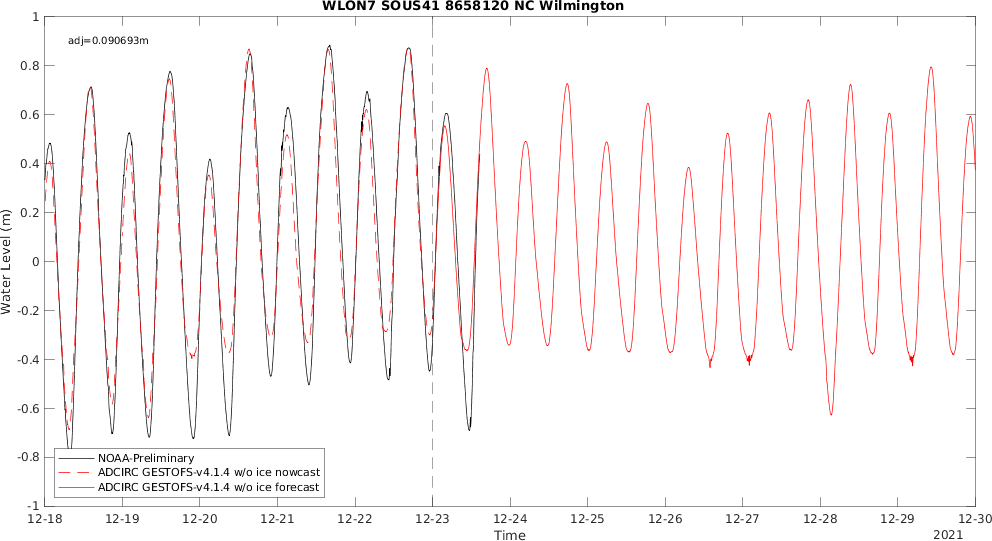 WLON7 SOUS41 8658120 NC Wilmington
adj=0.090693m
1
0.8
0.6
0.4
0.2
0
-0.2
-0.4
-0.6
-0.8
-1
Water Level (m)
NOAA-Preliminary
ADCIRC GESTOFS-v4.1.4 w/o ice nowcast
ADCIRC GESTOFS-v4.1.4 w/o ice forecast
12-18 12-19 12-20 12-21 12-22 12-23 12-24 12-25 12-26 12-27 12-28 12-29 12-30
Time
2021